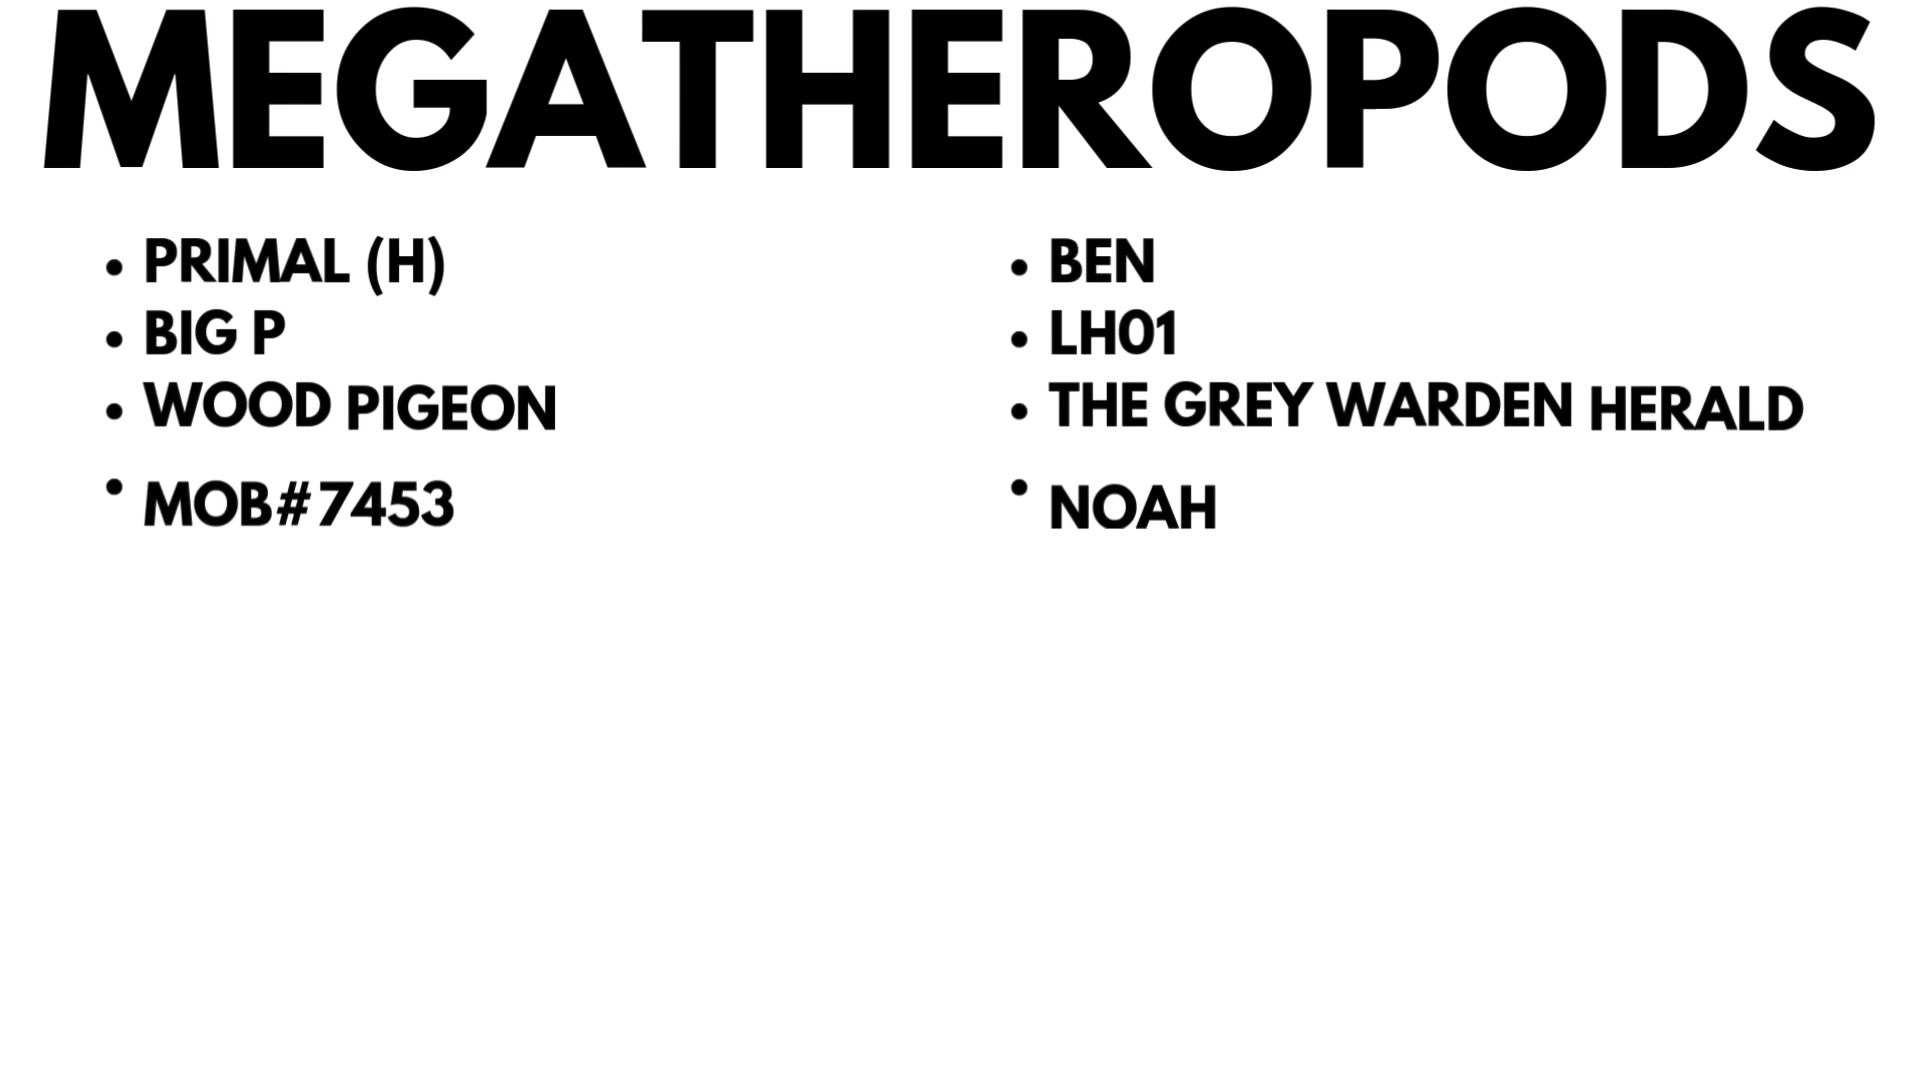 MEGATHEROPODS
• PRIMAL (H)
• BIG P
• WOOD PIGEON
• MOB#7453
• BEN
• LH01
• THE GREY WARDEN HERALD
• NOAH